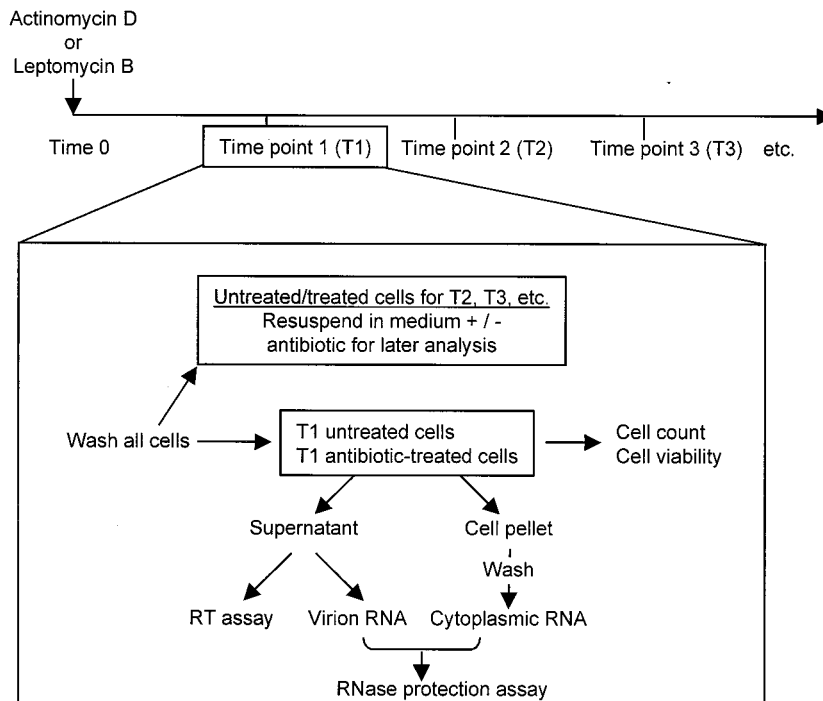 Actinomycin D
or
Leptomycin B
Time 0
Time point 1 (T1)
Time point 2 (T2)
Time point 3 (T3)
etc.
Untreated/treated cells for T2, T3, etc.
Resuspend in medium + / -
antibiotic for later analysis
Wash all cells
T1 untreated cells
T1 antibiotic-treated cells
Cell count
Cell viability
Supernatant
Cell pellet
Wash
RT assay
Virion RNA
Cytoplasmic RNA
RNase protection assay